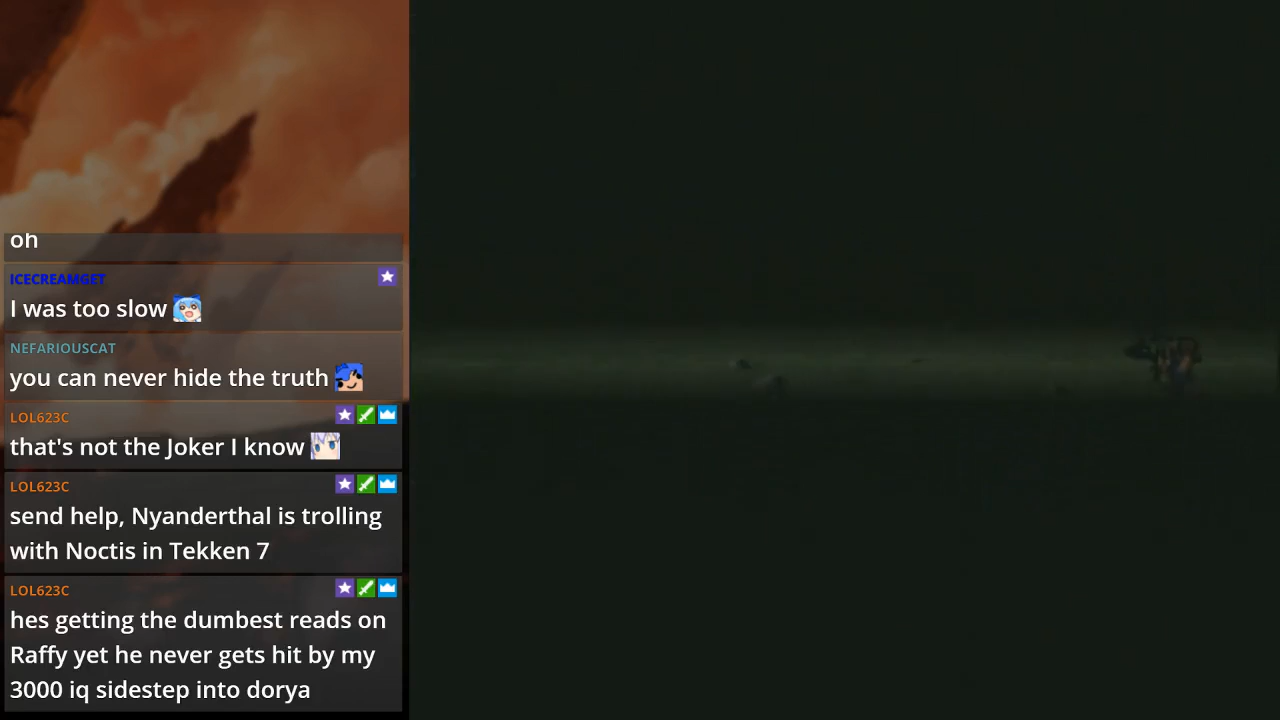 oh
ICECREAMGET
I was too slow
NEFARIOUSCAT
you can never hide the truth
LOL623C
that's not the Joker I know
LOL623C
send help, Nyanderthal is trolling
with Noctis in Tekken 7
LOL623C
hes getting the dumbest reads on
Raffy yet he never gets hit by my
3000 iq sidestep into dorya